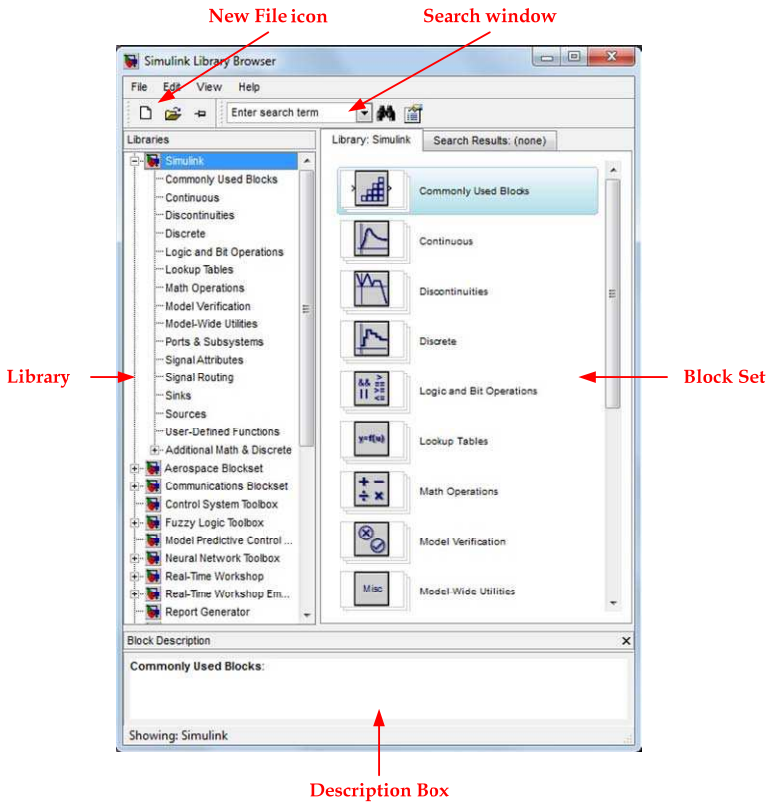 New File icon
Search window
Simulink Library Browser
File Edit View Help
Enter search term
Libraries
Library: Simulink
Search Results: (none)
Simulink
Commonly Used Blocks
Continuous
Discontinuities
Discrete
Logic and Bit Operations
Lookup Tables
Math Operations
Model Verification
Model-Wide Utilities
Ports & Subsystems
Signal Attributes
Signal Routing
Sinks
Sources
User-Defined Functions
Additional Math & Discrete
Aerospace Blockset
Communications Blockset
Control System Toolbox
Fuzzy Logic Toolbox
Model Predictive Control ...
Neural Network Toolbox
Real-Time Workshop
Real-Time Workshop Em...
Report Generator
Commonly Used Blocks
Continuous
Discontinuities
Discrete
&& >
== 
|| >=
<=
Logic and Bit Operations
y=f(u)
Lookup Tables
+ −
÷ ×
Math Operations
Model Verification
Misc
Model-Wide Utilities
Library
Block Set
Block Description
Commonly Used Blocks:
Showing: Simulink
Description Box